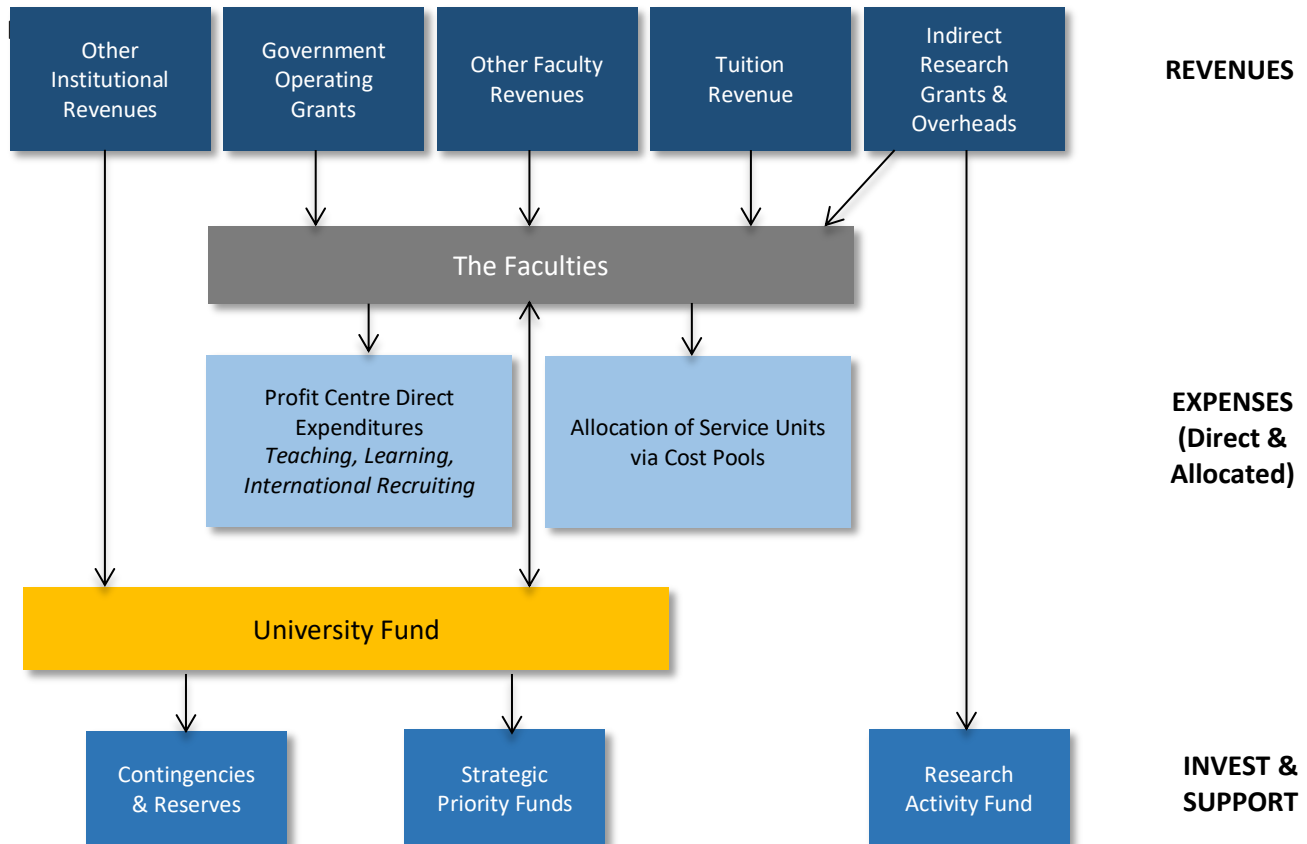 Other
Institutional
Revenues
Government
Operating
Grants
Other Faculty
Revenues
Tuition
Revenue
Indirect
Research
Grants &
Overheads
REVENUES
The Faculties
Profit Centre Direct
Expenditures
Teaching, Learning,
International Recruiting
Allocation of Service Units
via Cost Pools
EXPENSES
(Direct &
Allocated)
University Fund
Contingencies
& Reserves
Strategic
Priority Funds
Research
Activity Fund
INVEST &
SUPPORT